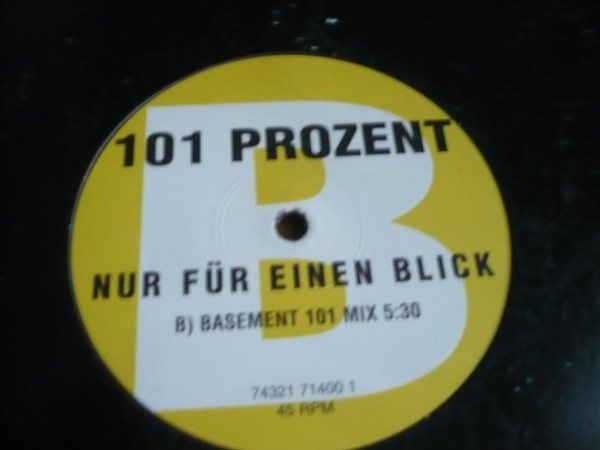 B
101 PROZENT
NUR FÜR EINEN BLICK
B) BASEMENT 101 MIX 5:30
74321 71400 1
45 RPM